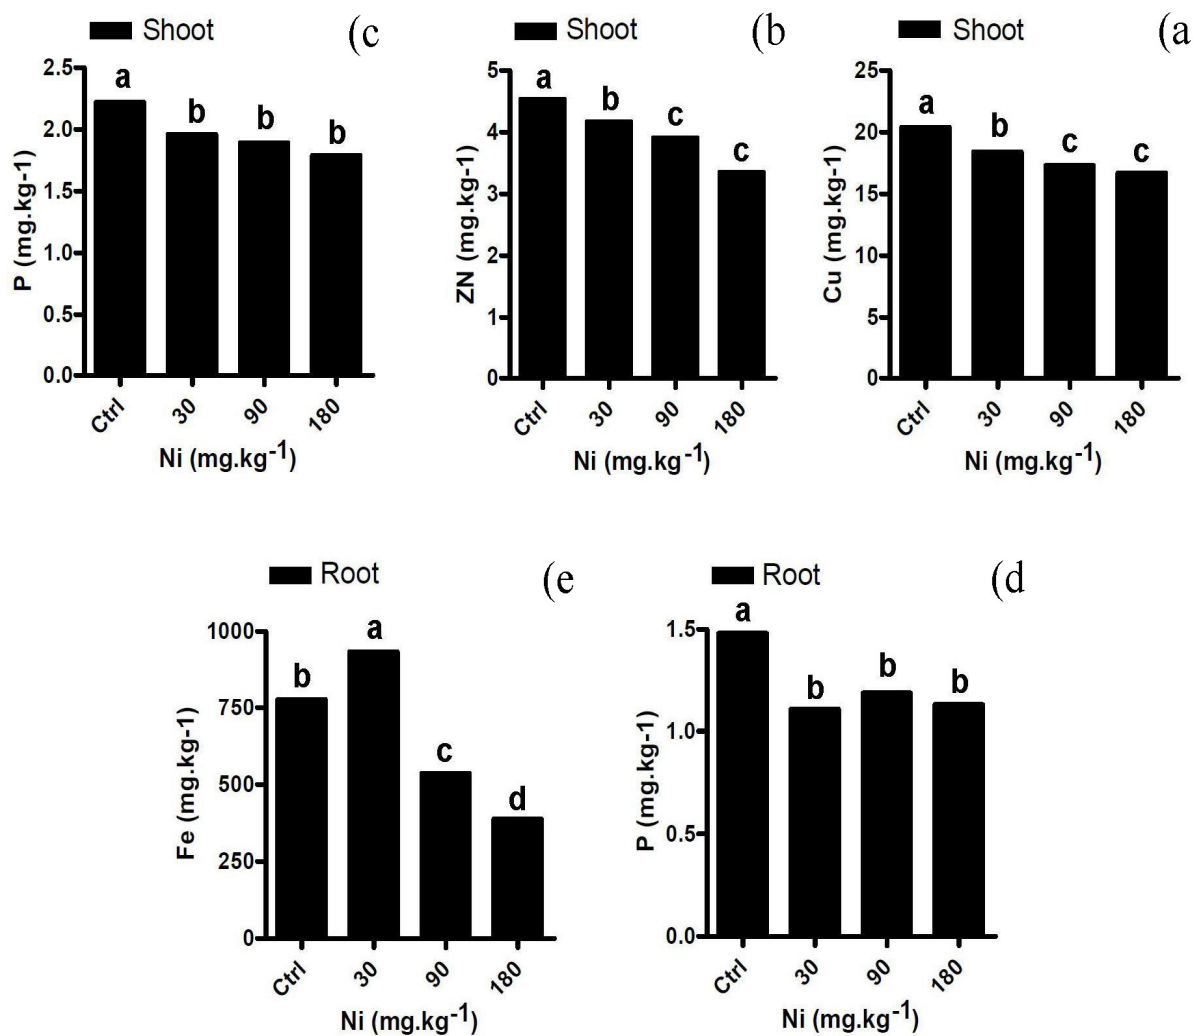 Shoot (c
2.5
2.0
1.5
1.0
0.5
0.0
P (mg.kg-1)
a
b
b
b
Ctrl 30 90 180
Ni (mg.kg-1)
Shoot (b
5
4
3
2
1
0
ZN (mg.kg-1)
a
b
c
c
Ctrl 30 90 180
Ni (mg.kg-1)
Shoot (a
25
20
15
10
5
0
Cu (mg.kg-1)
a
b
c
c
Ctrl 30 90 180
Ni (mg.kg-1)
Root (e
1000
750
500
250
0
Fe (mg.kg-1)
b
a
c
d
Ctrl 30 90 180
Ni (mg.kg-1)
Root (d
1.5
1.0
0.5
0.0
P (mg.kg-1)
a
b
b
b
Ctrl 30 90 180
Ni (mg.kg-1)